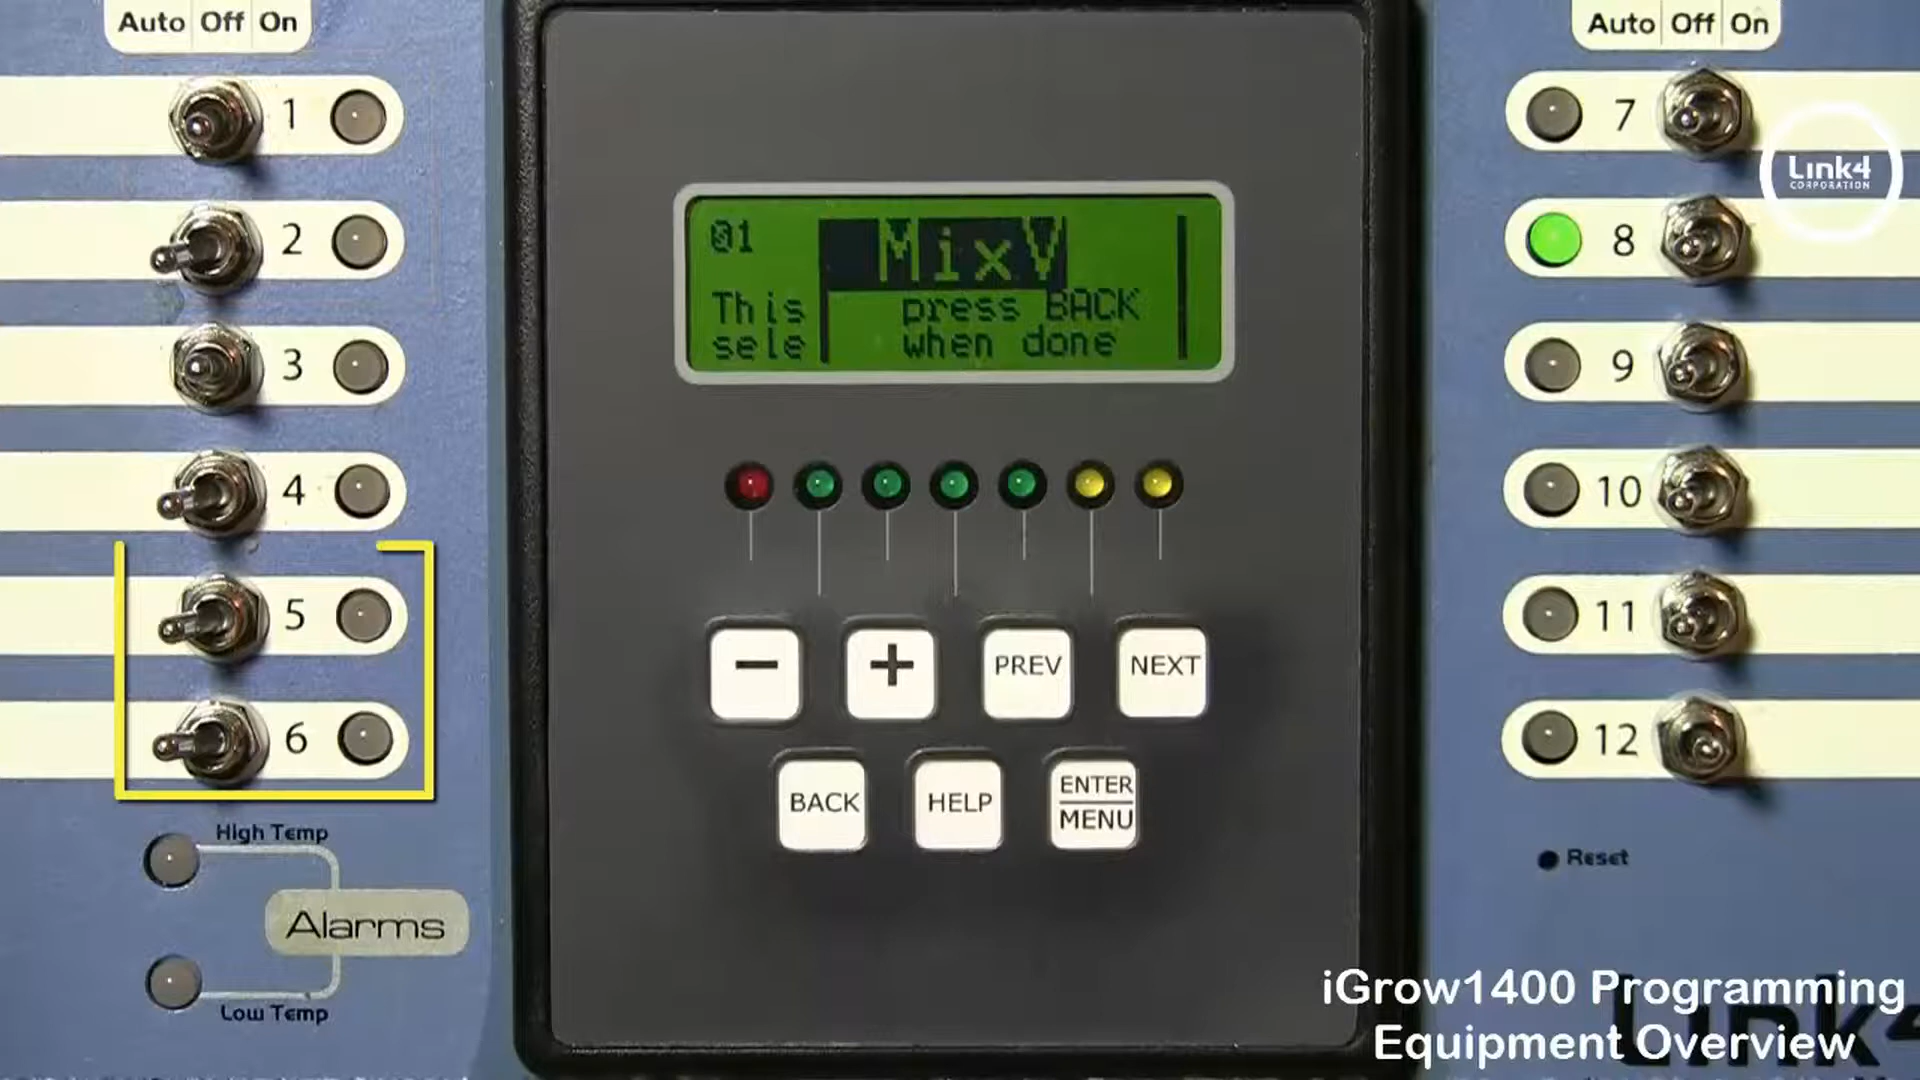 Auto Off On
1
2
3
4
5
6
High Temp
Alarms
Low Temp
01 MixV
This press BACK
sele when done
− + PREV NEXT
BACK HELP ENTER
MENU
Auto Off On
7
8
9
10
11
12
Reset
Link4
CORPORATION
iGrow1400 Programming
Equipment Overview
Link4